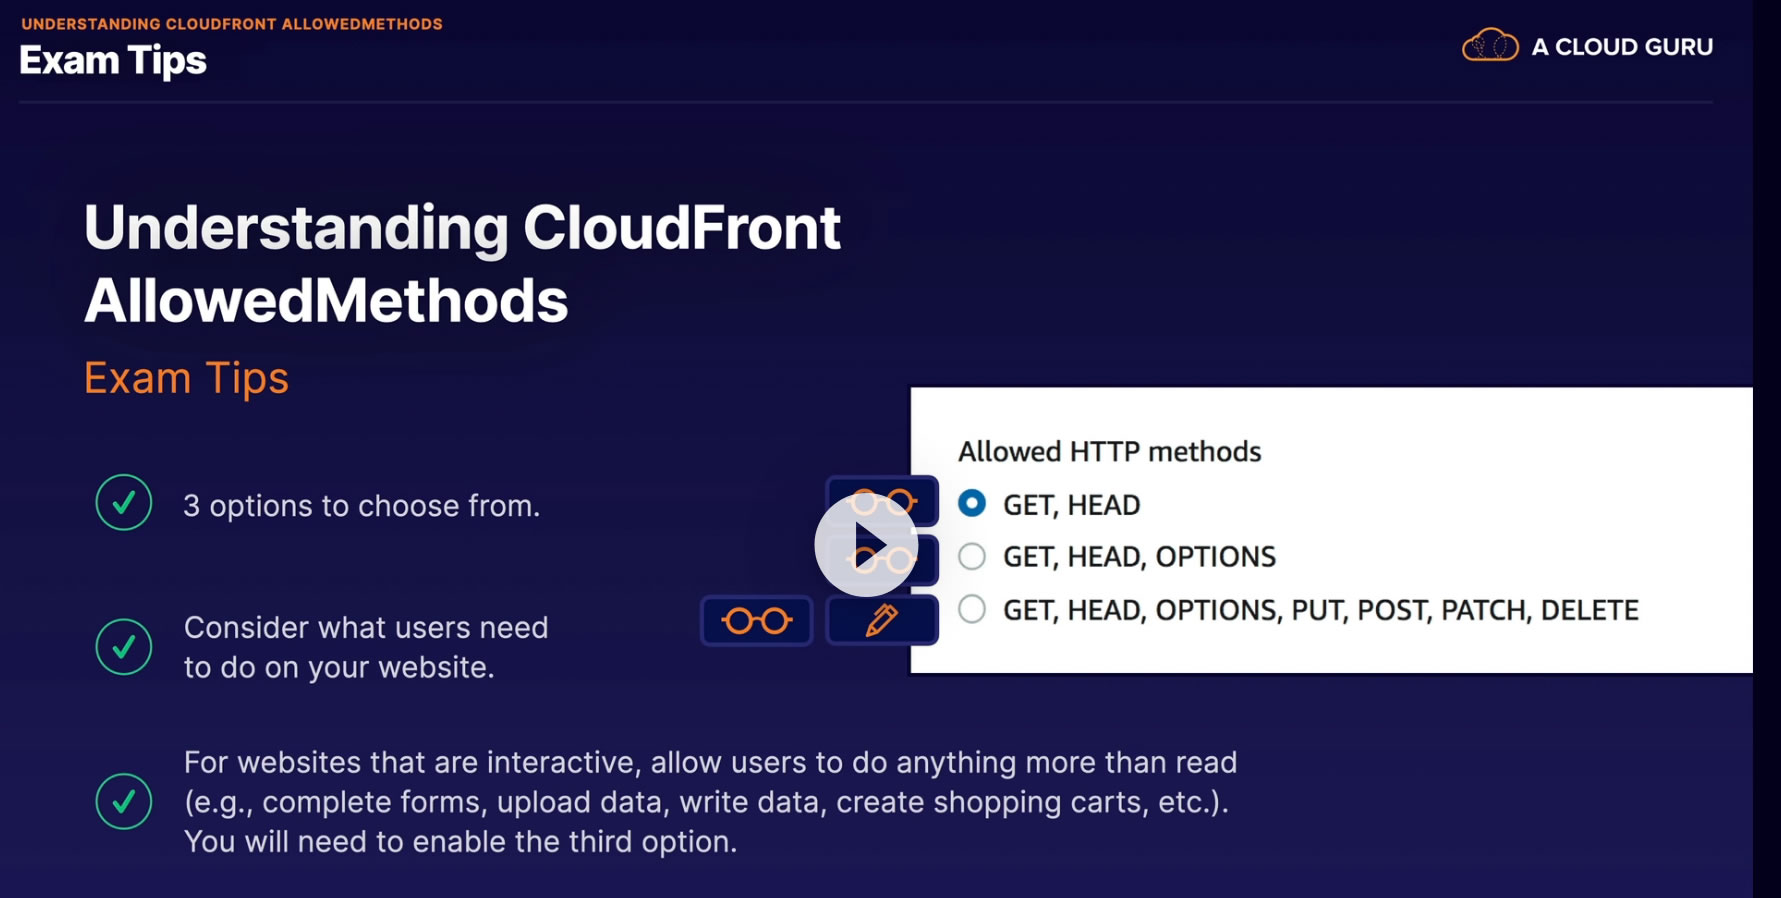 UNDERSTANDING CLOUDFRONT ALLOWEDMETHODS
Exam Tips
A CLOUD GURU
Understanding CloudFront
AllowedMethods
Exam Tips
3 options to choose from.
Consider what users need
to do on your website.
For websites that are interactive, allow users to do anything more than read
(e.g., complete forms, upload data, write data, create shopping carts, etc.).
You will need to enable the third option.
Allowed HTTP methods
GET, HEAD
GET, HEAD, OPTIONS
GET, HEAD, OPTIONS, PUT, POST, PATCH, DELETE